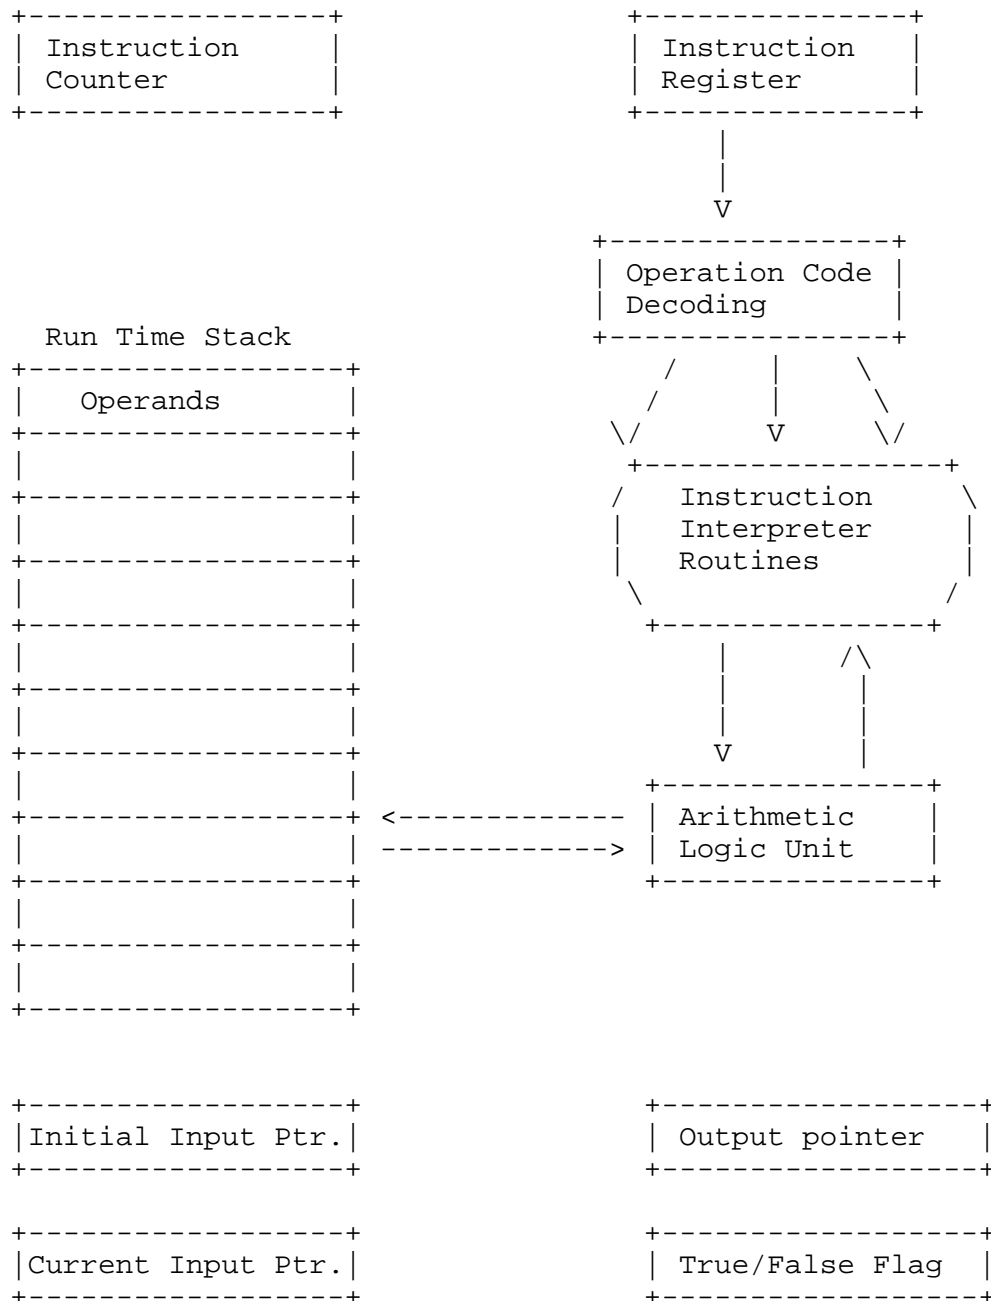 Instruction
Counter
Instruction
Register
Operation Code
Decoding
Run Time Stack
Operands
Instruction
Interpreter
Routines
Arithmetic
Logic Unit
Initial Input Ptr.
Output pointer
Current Input Ptr.
True/False Flag